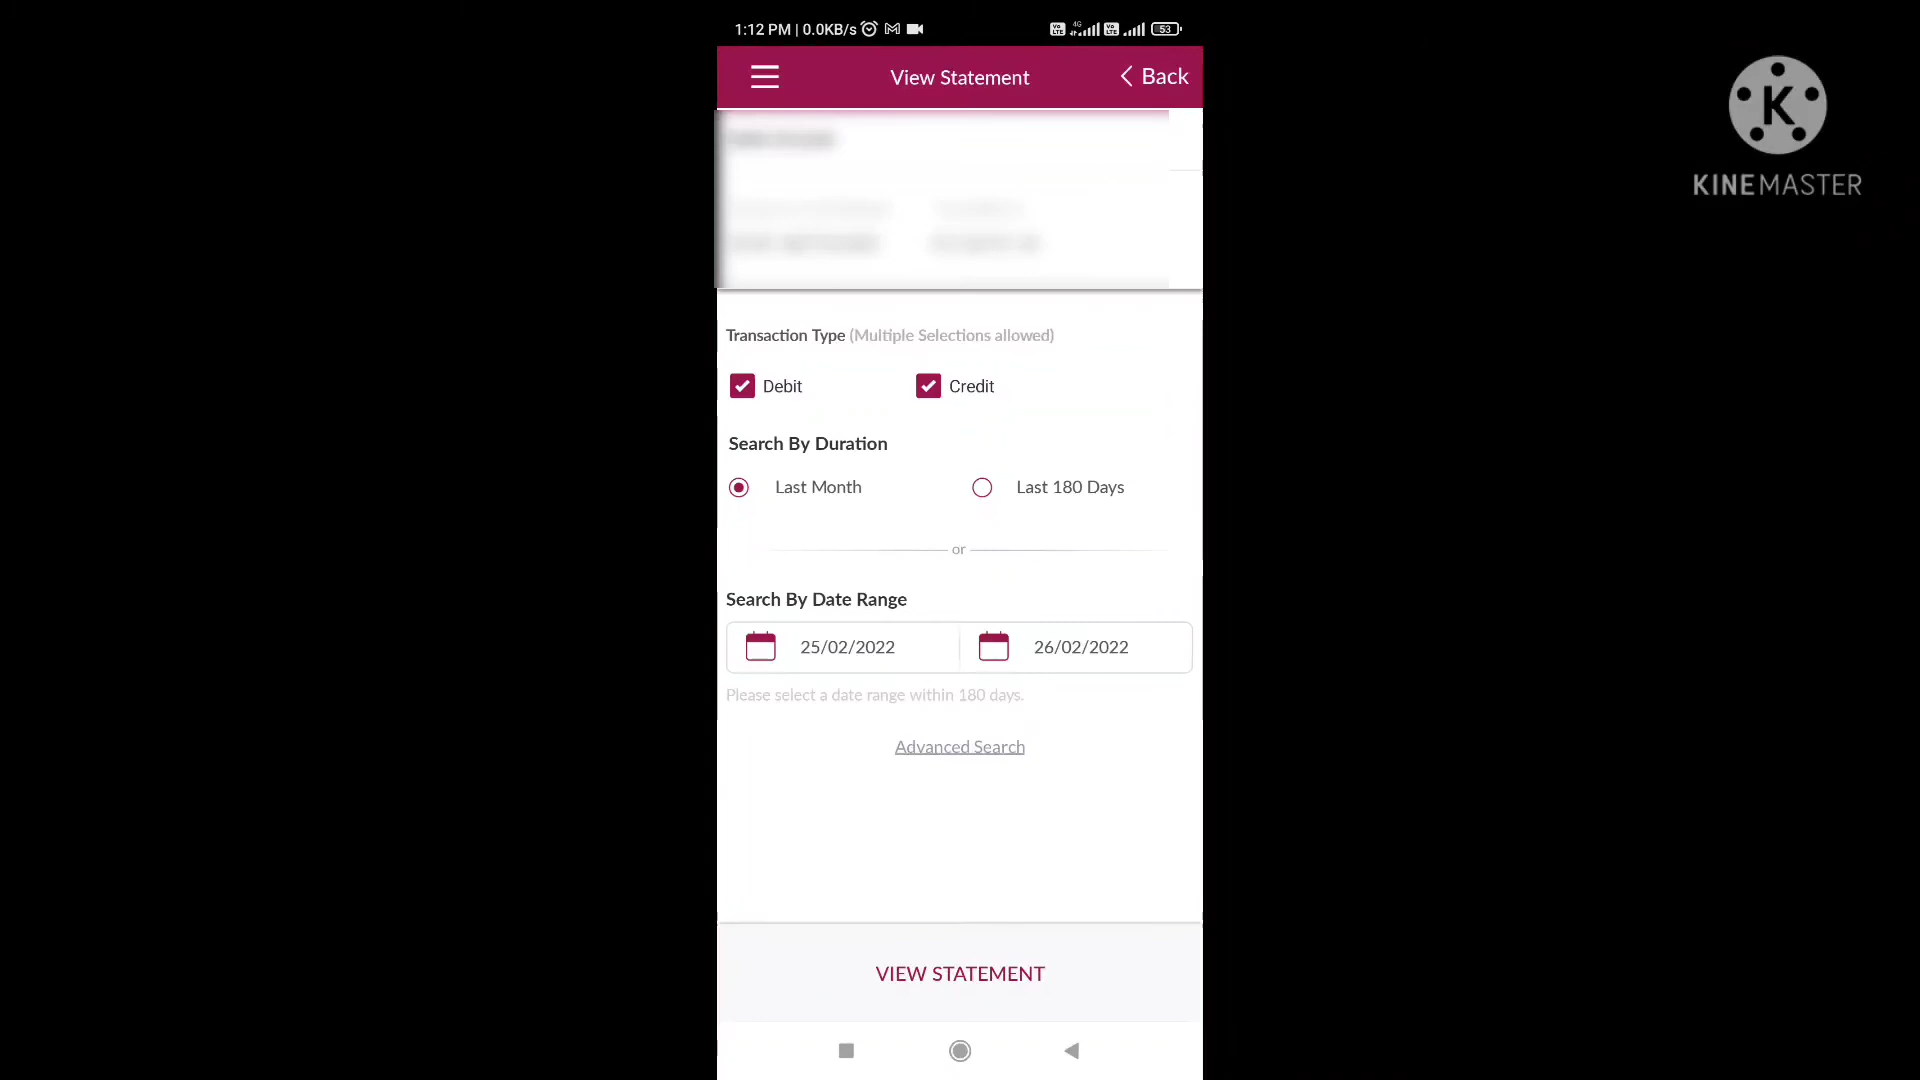 1:12 PM | 0.0KB/s
4G
53
View Statement
Back
K
KINEMASTER
Transaction Type (Multiple Selections allowed)
Debit
Credit
Search By Duration
Last Month
Last 180 Days
or
Search By Date Range
25/02/2022
26/02/2022
Please select a date range within 180 days.
Advanced Search
VIEW STATEMENT